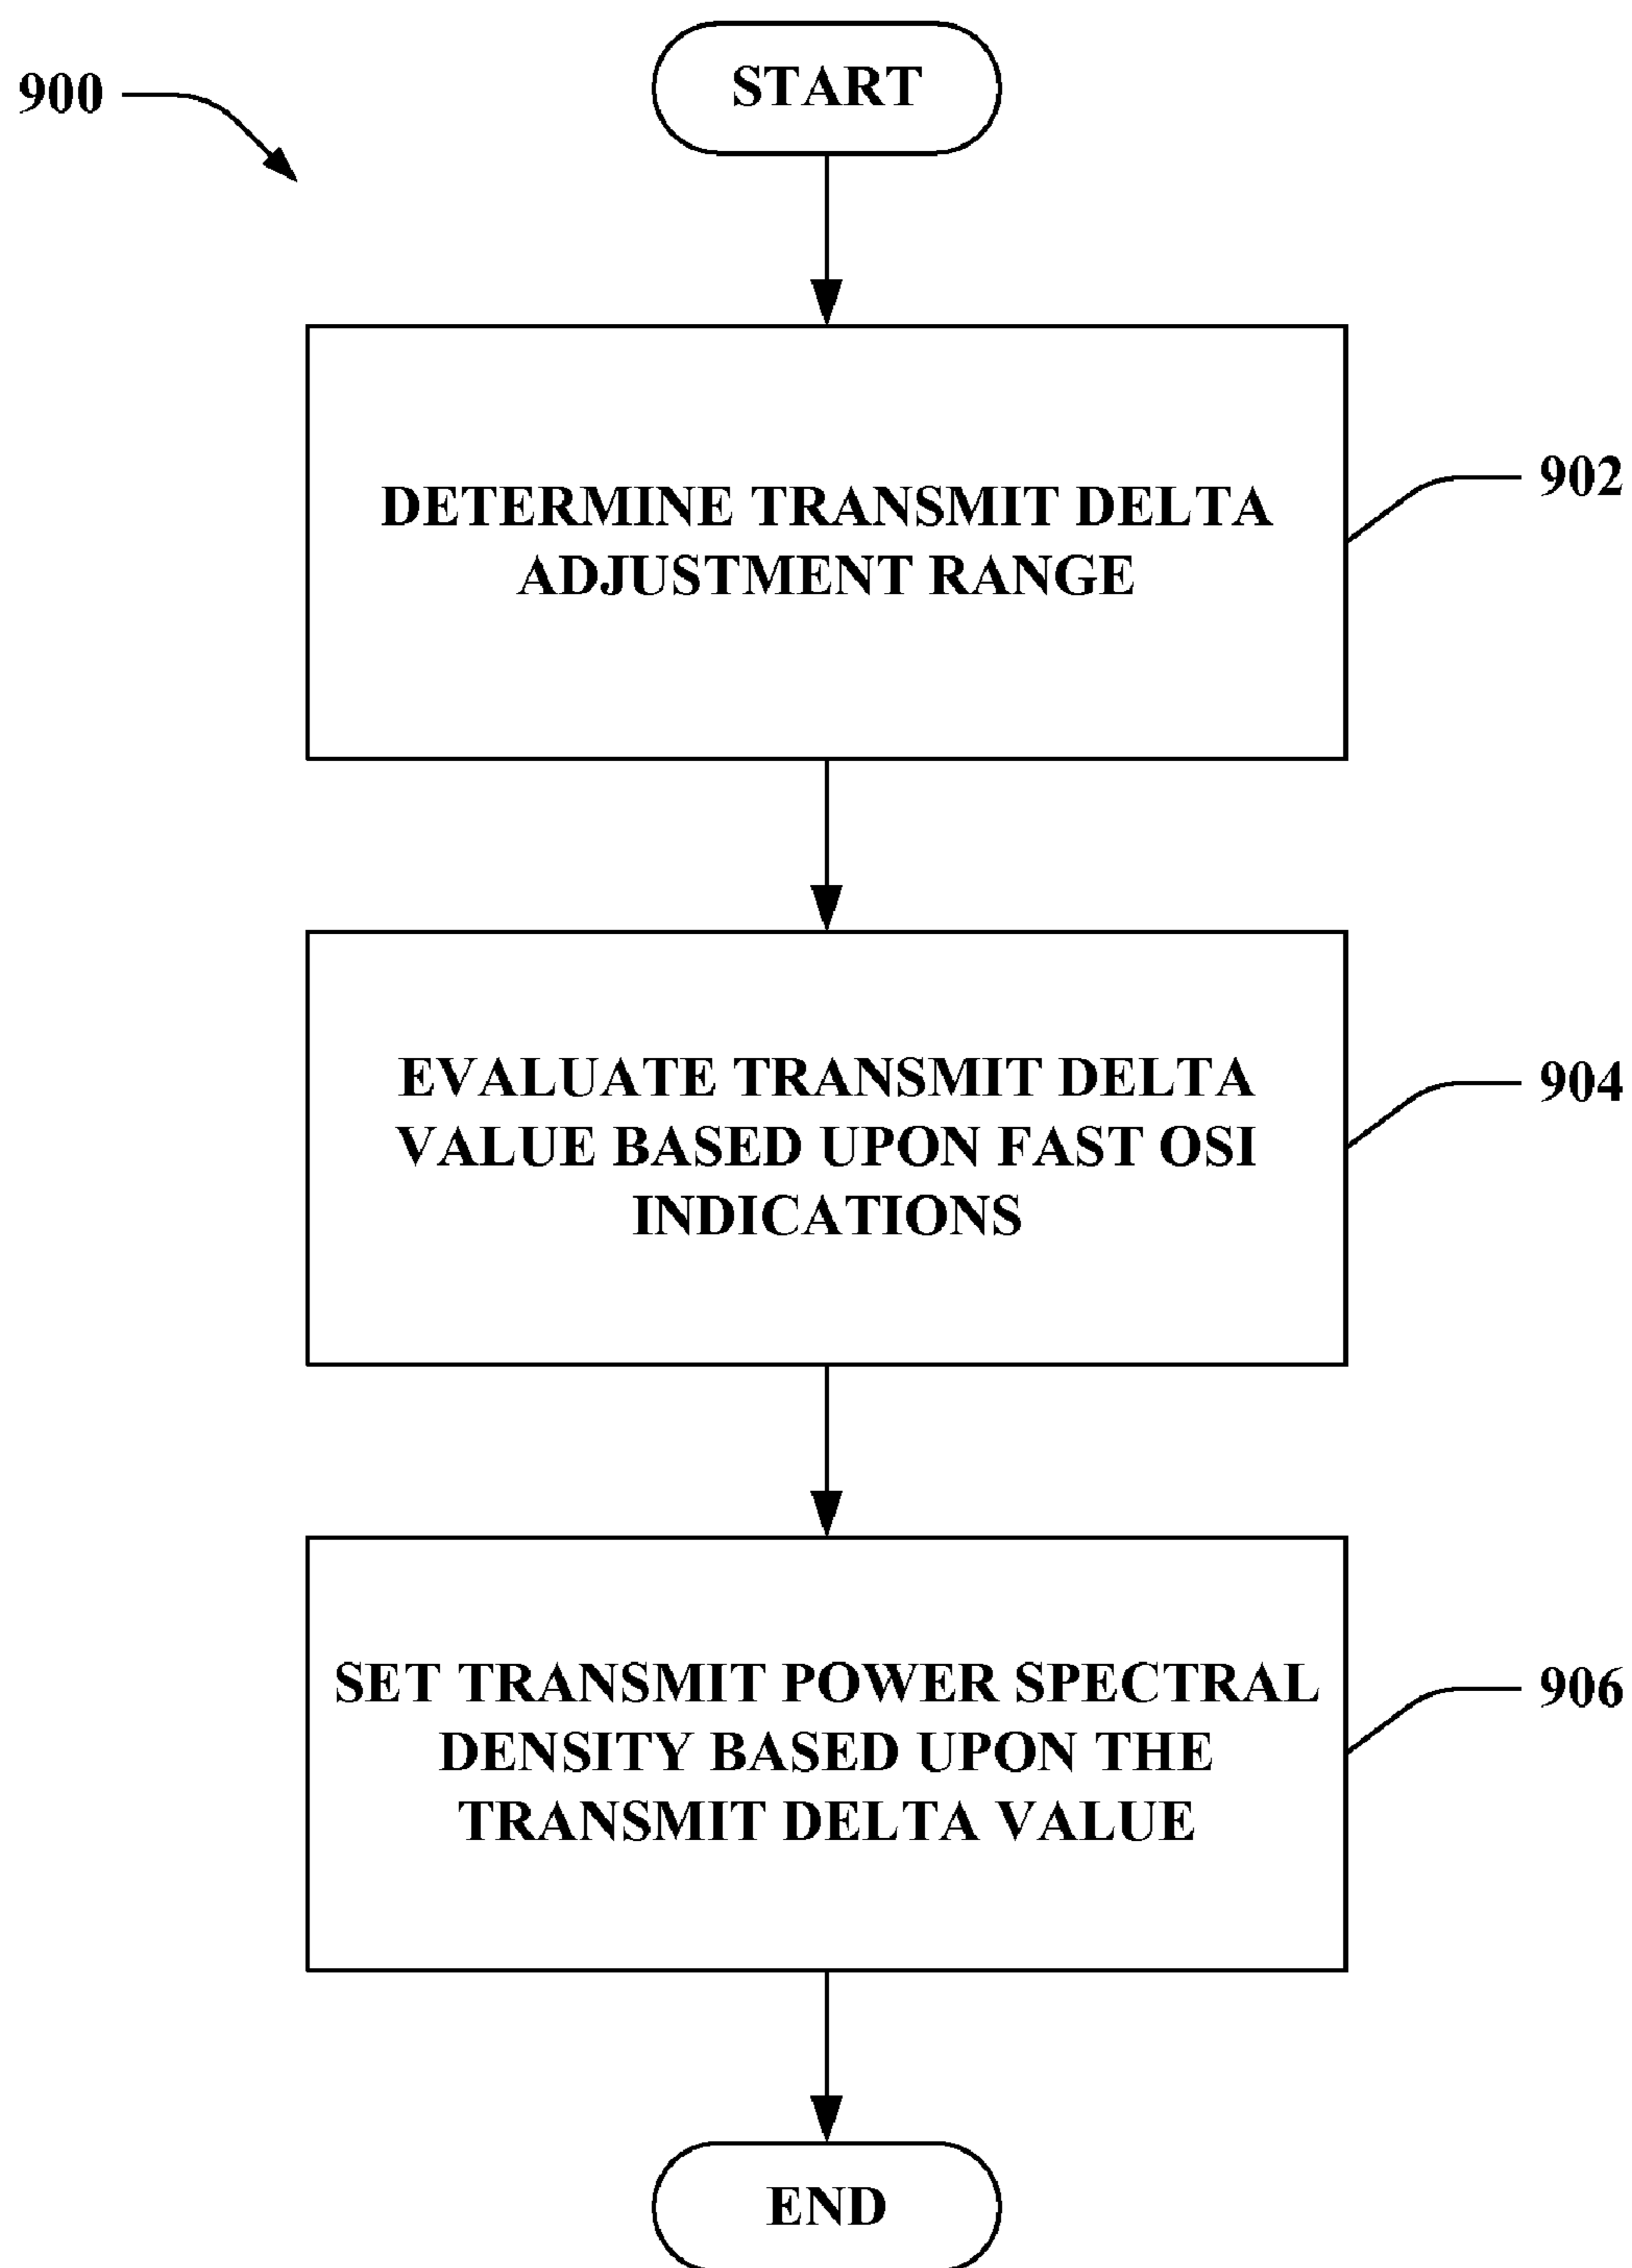 900
START
DETERMINE TRANSMIT DELTA
ADJUSTMENT RANGE
902
EVALUATE TRANSMIT DELTA
VALUE BASED UPON FAST OSI
INDICATIONS
904
SET TRANSMIT POWER SPECTRAL
DENSITY BASED UPON THE
TRANSMIT DELTA VALUE
906
END